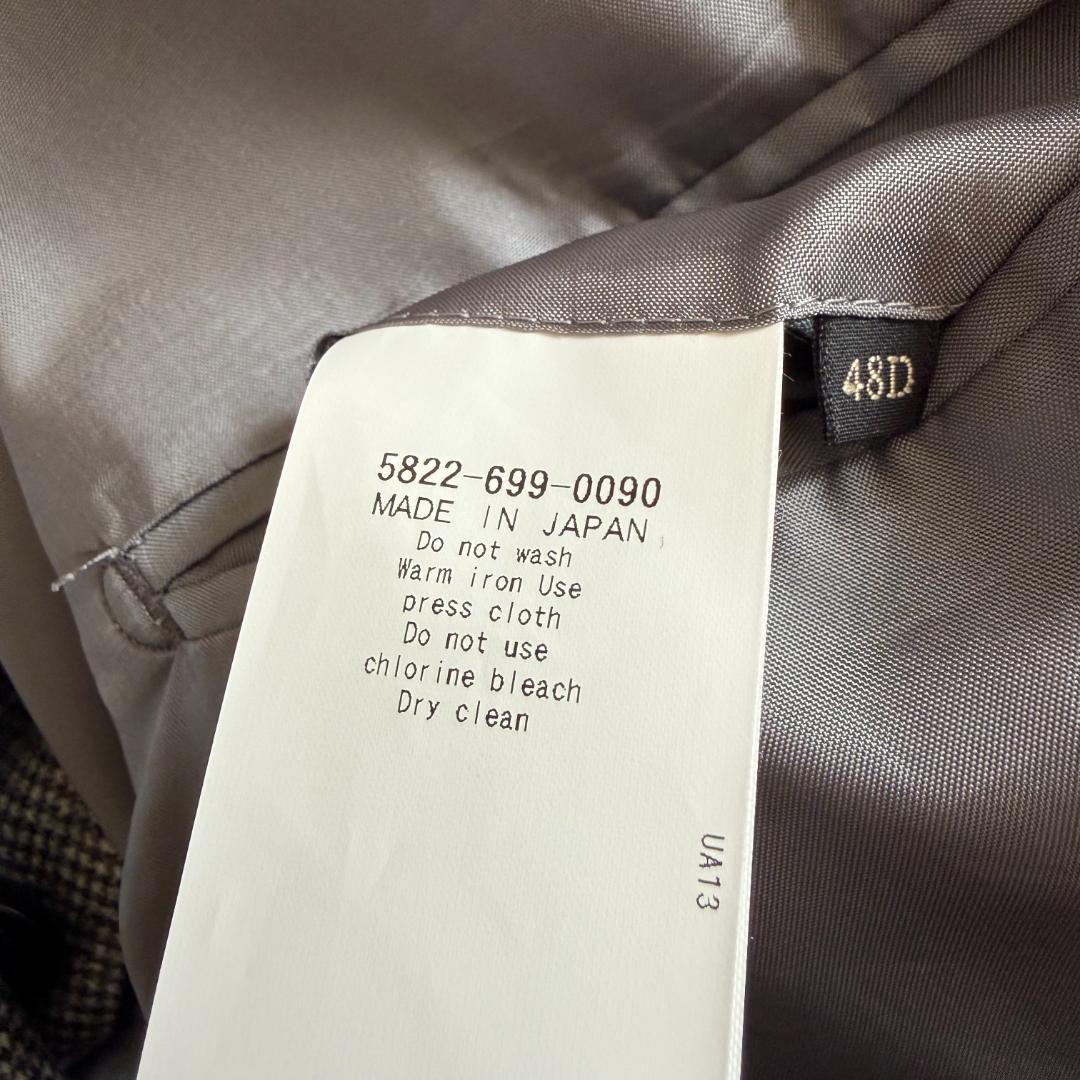 48D
5822-699-0090
MADE IN JAPAN
Do not wash
Warm iron Use
press cloth
Do not use
chlorine bleach
Dry clean
UA13